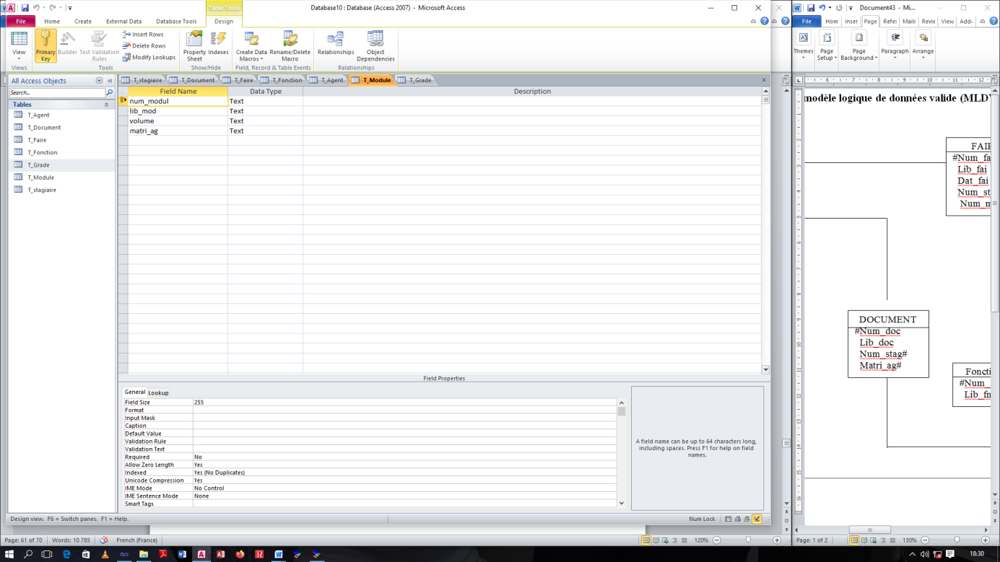 Table Tools
Database10 : Database (Access 2007) - Microsoft Access
File Home Create External Data Database Tools Design
View
Views
Primary Key
Builder
Test Validation Rules
Insert Rows
Delete Rows
Modify Lookups
Tools
Property Sheet
Indexes
Show/Hide
Create Data Macros
Rename/Delete Macro
Field, Record & Table Events
Relationships
Object Dependencies
Relationships
All Access Objects
Search...
Tables
T_Agent
T_Document
T_Faire
T_Fonction
T_Grade
T_Module
T_stagiaire
T_stagiaire T_Document T_Faire T_Fonction T_Agent T_Module T_Grade
Field Name Data Type Description
num_modul Text
lib_mod Text
volume Text
matri_ag Text
Field Properties
General Lookup
Field Size 255
Format
Input Mask
Caption
Default Value
Validation Rule
Validation Text
Required No
Allow Zero Length Yes
Indexed Yes (No Duplicates)
Unicode Compression Yes
IME Mode No Control
IME Sentence Mode None
Smart Tags
A field name can be up to 64 characters long,
including spaces. Press F1 for help on field
names.
Design view. F6 = Switch panes. F1 = Help.
Num Lock
Page: 61 of 70 Words: 10 785 French (France) 120%
Document43 - Mi...
File Hom Inser Page Refer Maili Revie View Add-
Themes
Page Setup
Page Background
Paragraph
Arrange
6 7 8 9 10 11 12
modèle logique de données valide (MLDV
FAIR
#Num_fa
Lib_fai
Dat_fai
Num_st
Num_m
DOCUMENT
#Num_doc
Lib_doc
Num_stag#
Matri_ag#
Foncti
#Num_
Lib_fn
Page: 1 of 2 130%
18:30